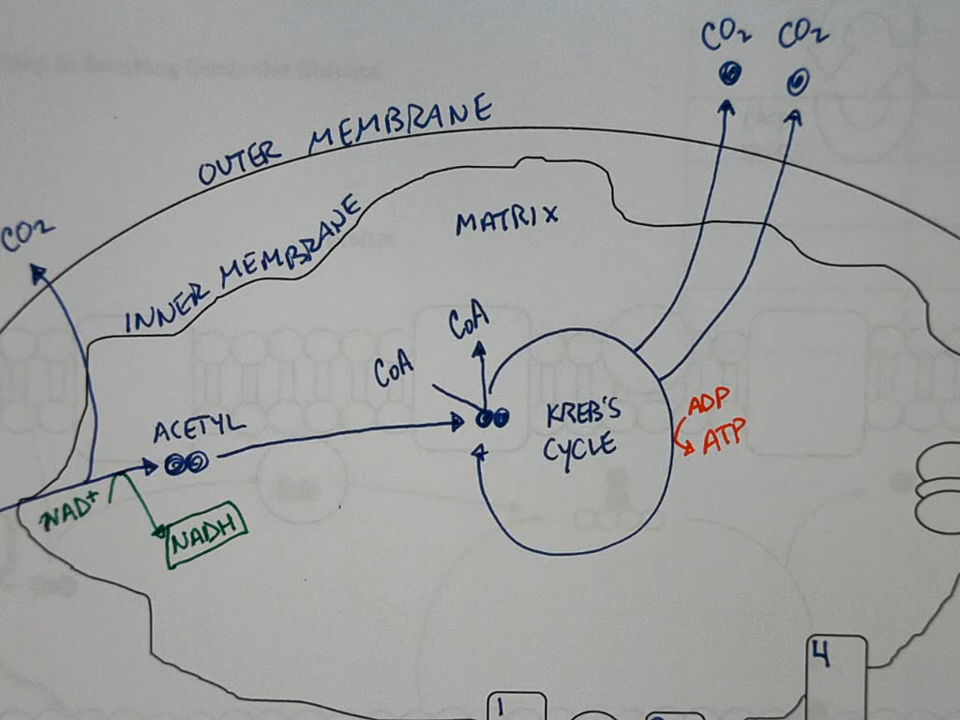 CO2 CO2
OUTER MEMBRANE
CO2
INNER MEMBRANE
MATRIX
CoA
CoA
ACETYL
KREB'S
CYCLE
ADP
ATP
NAD+
NADH
4
1